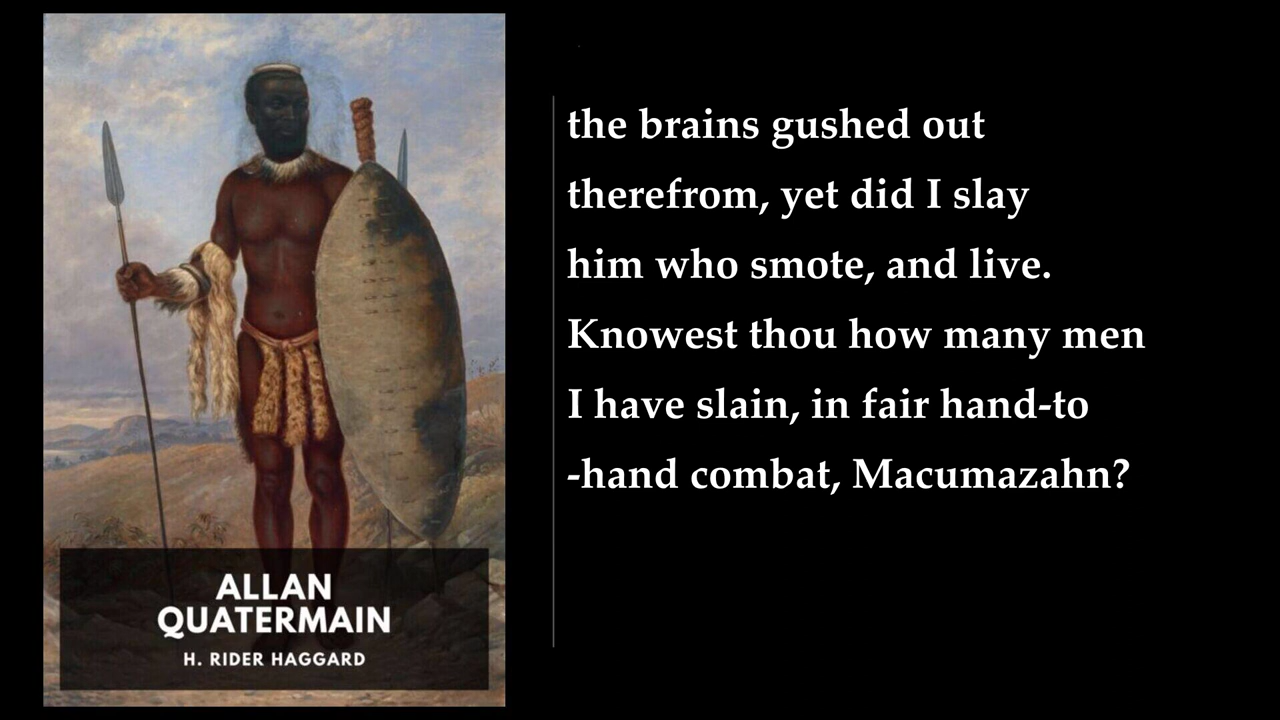 ALLAN
QUATERMAIN
H. RIDER HAGGARD
the brains gushed out
therefrom, yet did I slay
him who smote, and live.
Knowest thou how many men
I have slain, in fair hand-to
-hand combat, Macumazahn?